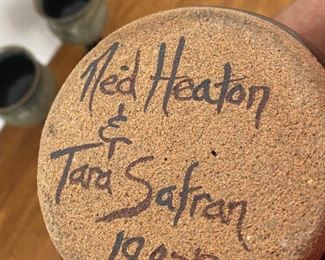 Ned Heaton
&
Tara Safran